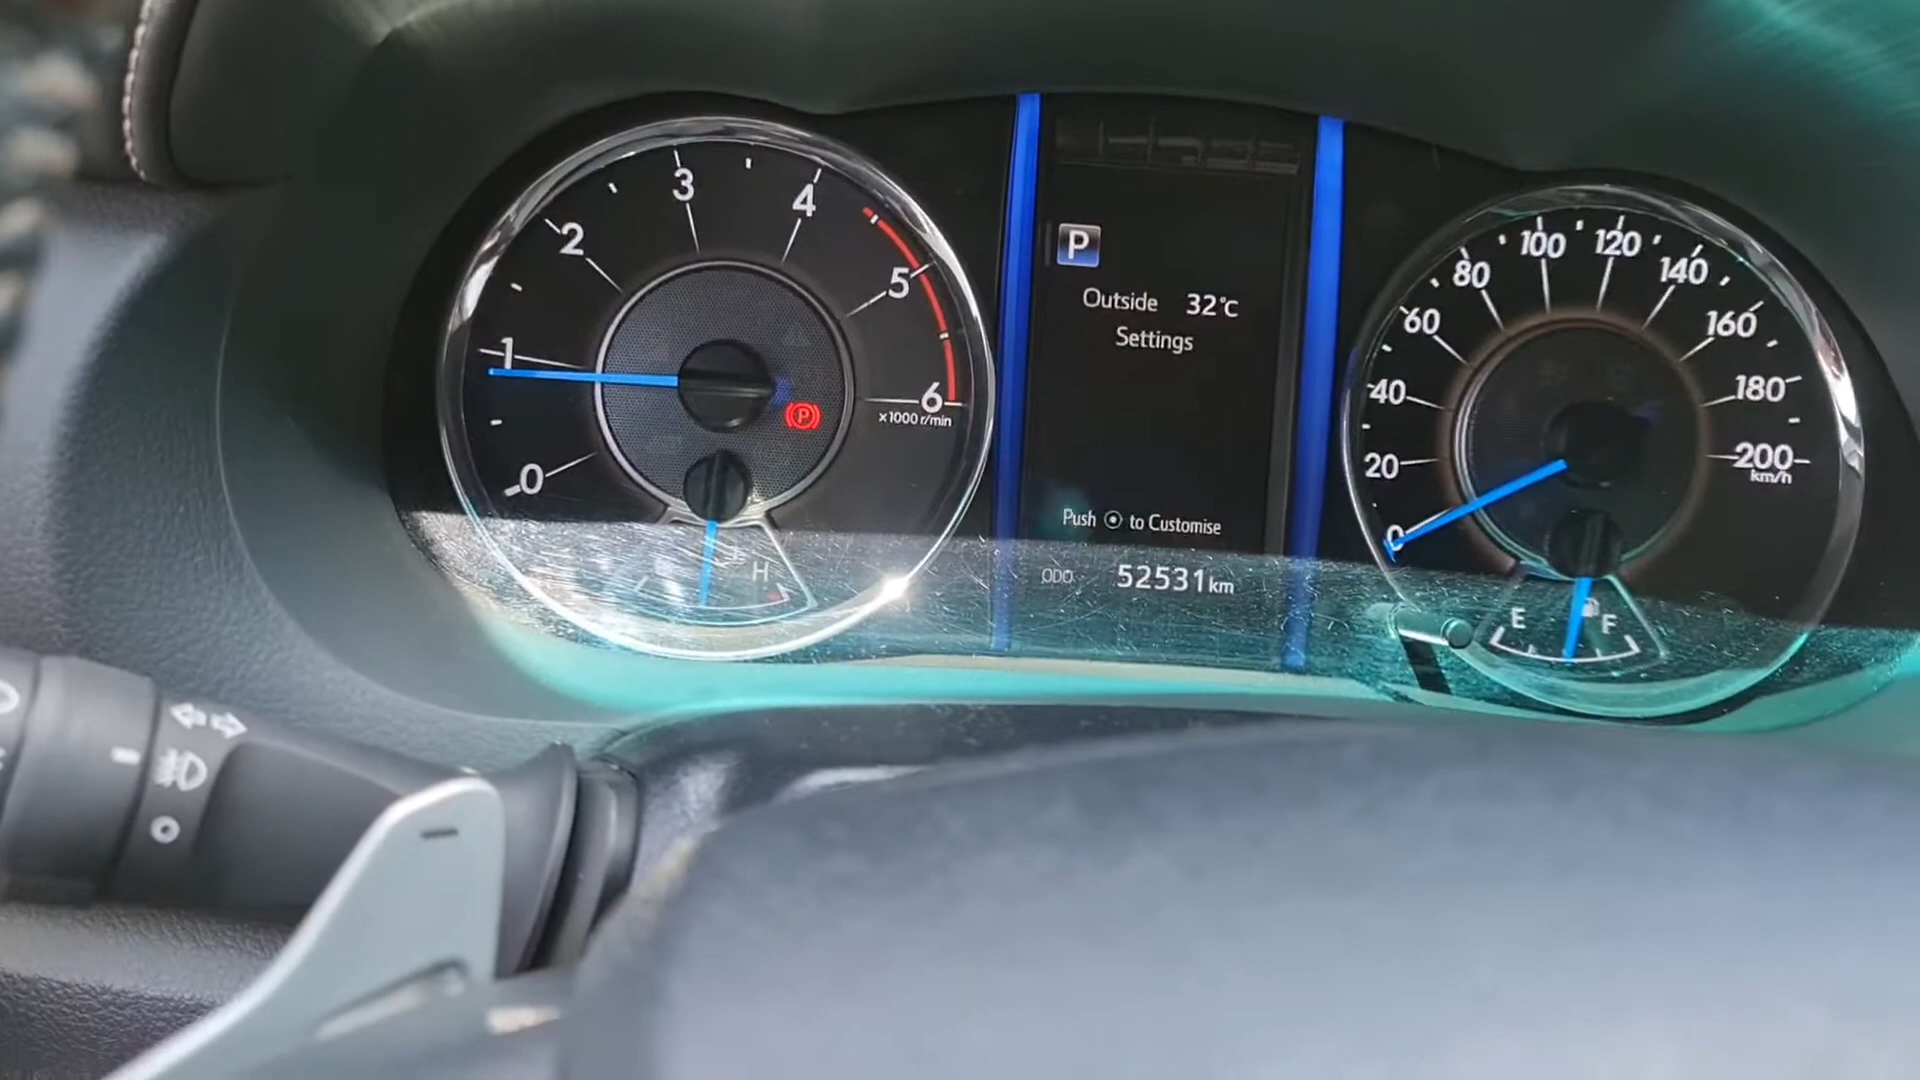 0
1
2
3
4
5
6
x1000 r/min
P
H
P
Outside 32°C
Settings
Push to Customise
ODO 52531km
0
20
40
60
80
100
120
140
160
180
200
km/h
E F